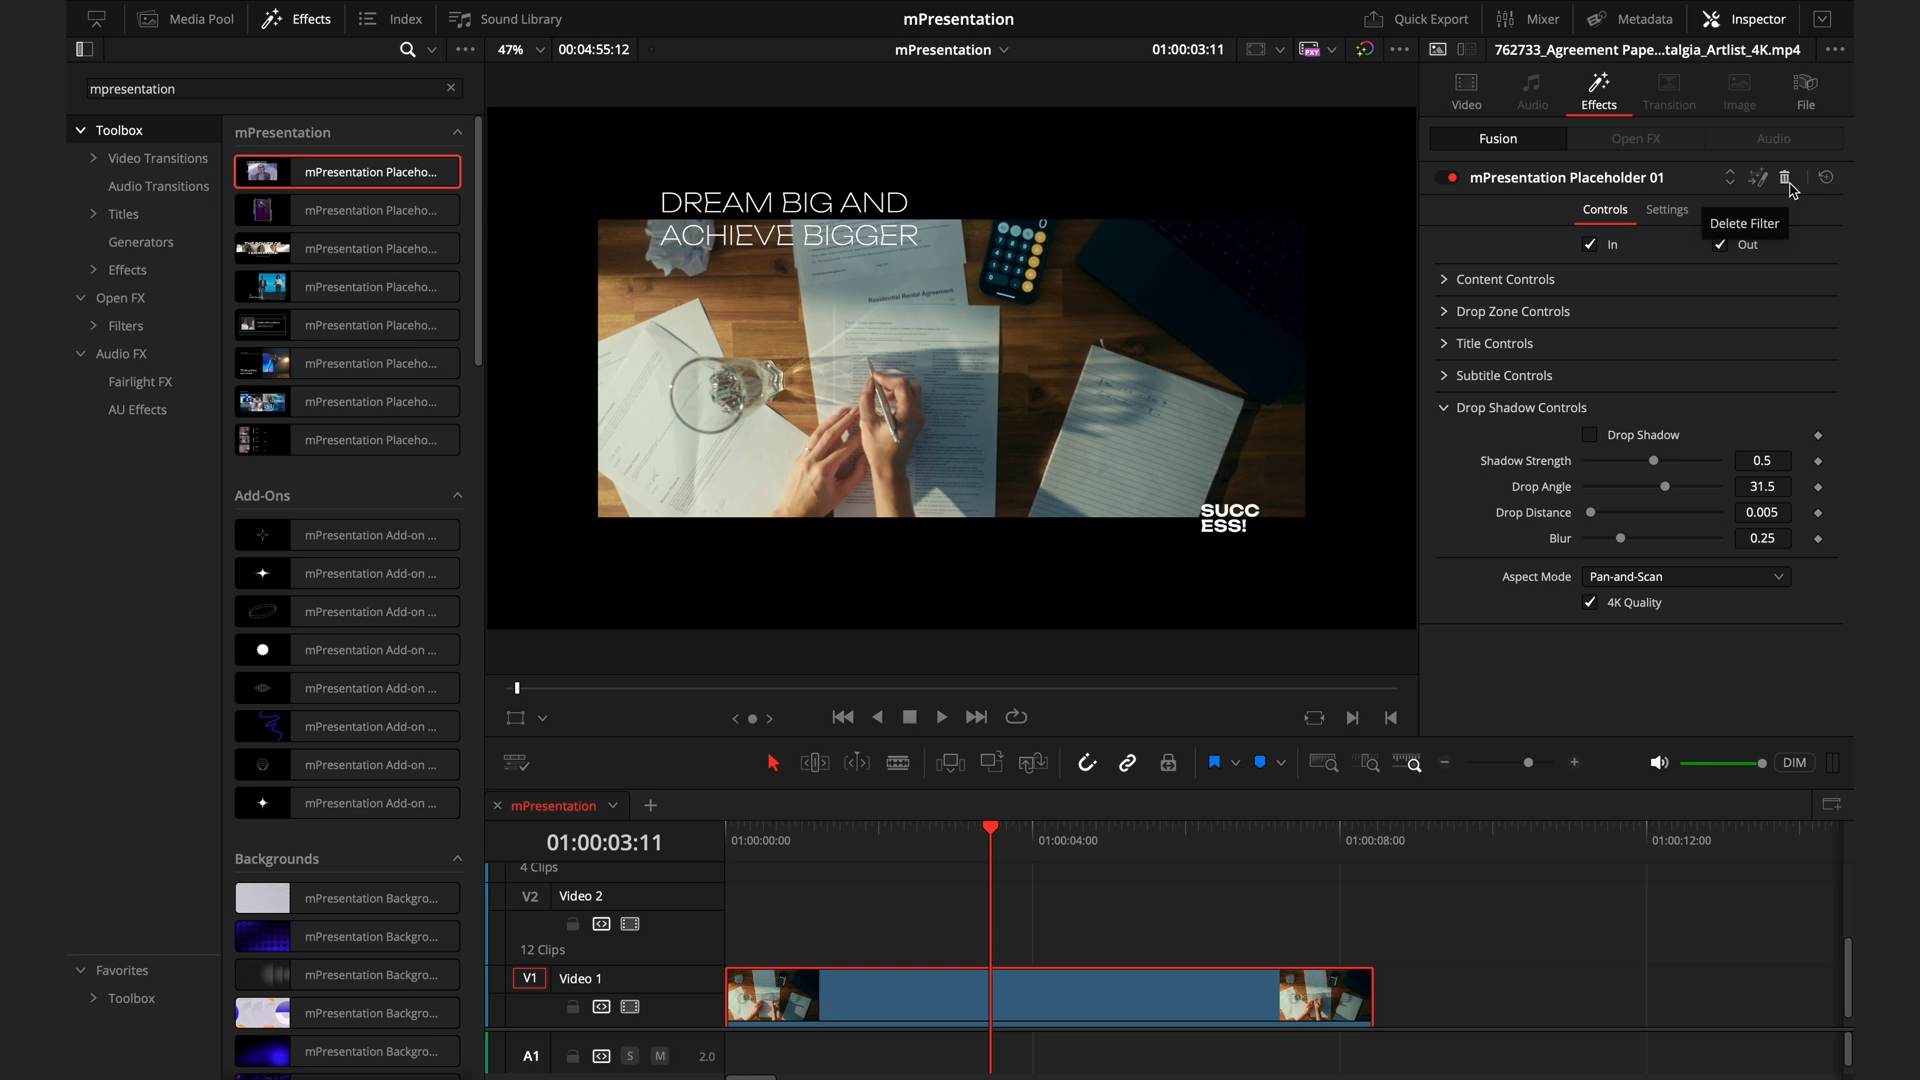 Media Pool
Effects
Index
Sound Library
mPresentation
Quick Export
Mixer
Metadata
Inspector
47%
00:04:55:12
mPresentation
01:00:03:11
PXY
762733_Agreement Pape...talgia_Artlist_4K.mp4
mpresentation
Video
Audio
Effects
Transition
Image
File
Fusion
Open FX
Audio
mPresentation Placeholder 01
Controls
Settings
Delete Filter
In
Out
Content Controls
Drop Zone Controls
Title Controls
Subtitle Controls
Drop Shadow Controls
Drop Shadow
Shadow Strength
0.5
Drop Angle
31.5
Drop Distance
0.005
Blur
0.25
Aspect Mode
Pan-and-Scan
4K Quality
Toolbox
Video Transitions
Audio Transitions
Titles
Generators
Effects
Open FX
Filters
Audio FX
Fairlight FX
AU Effects
Favorites
Toolbox
mPresentation
mPresentation Placeho...
mPresentation Placeho...
mPresentation Placeho...
mPresentation Placeho...
mPresentation Placeho...
mPresentation Placeho...
mPresentation Placeho...
mPresentation Placeho...
Add-Ons
mPresentation Add-on ...
mPresentation Add-on ...
mPresentation Add-on ...
mPresentation Add-on ...
mPresentation Add-on ...
mPresentation Add-on ...
mPresentation Add-on ...
mPresentation Add-on ...
Backgrounds
mPresentation Backgro...
mPresentation Backgro...
mPresentation Backgro...
mPresentation Backgro...
mPresentation Backgro...
DREAM BIG AND
ACHIEVE BIGGER
Residential Rental Agreement
SUCC
ESS!
DIM
mPresentation
01:00:03:11
01:00:00:00
01:00:04:00
01:00:08:00
01:00:12:00
4 Clips
V2
Video 2
12 Clips
V1
Video 1
A1
S
M
2.0